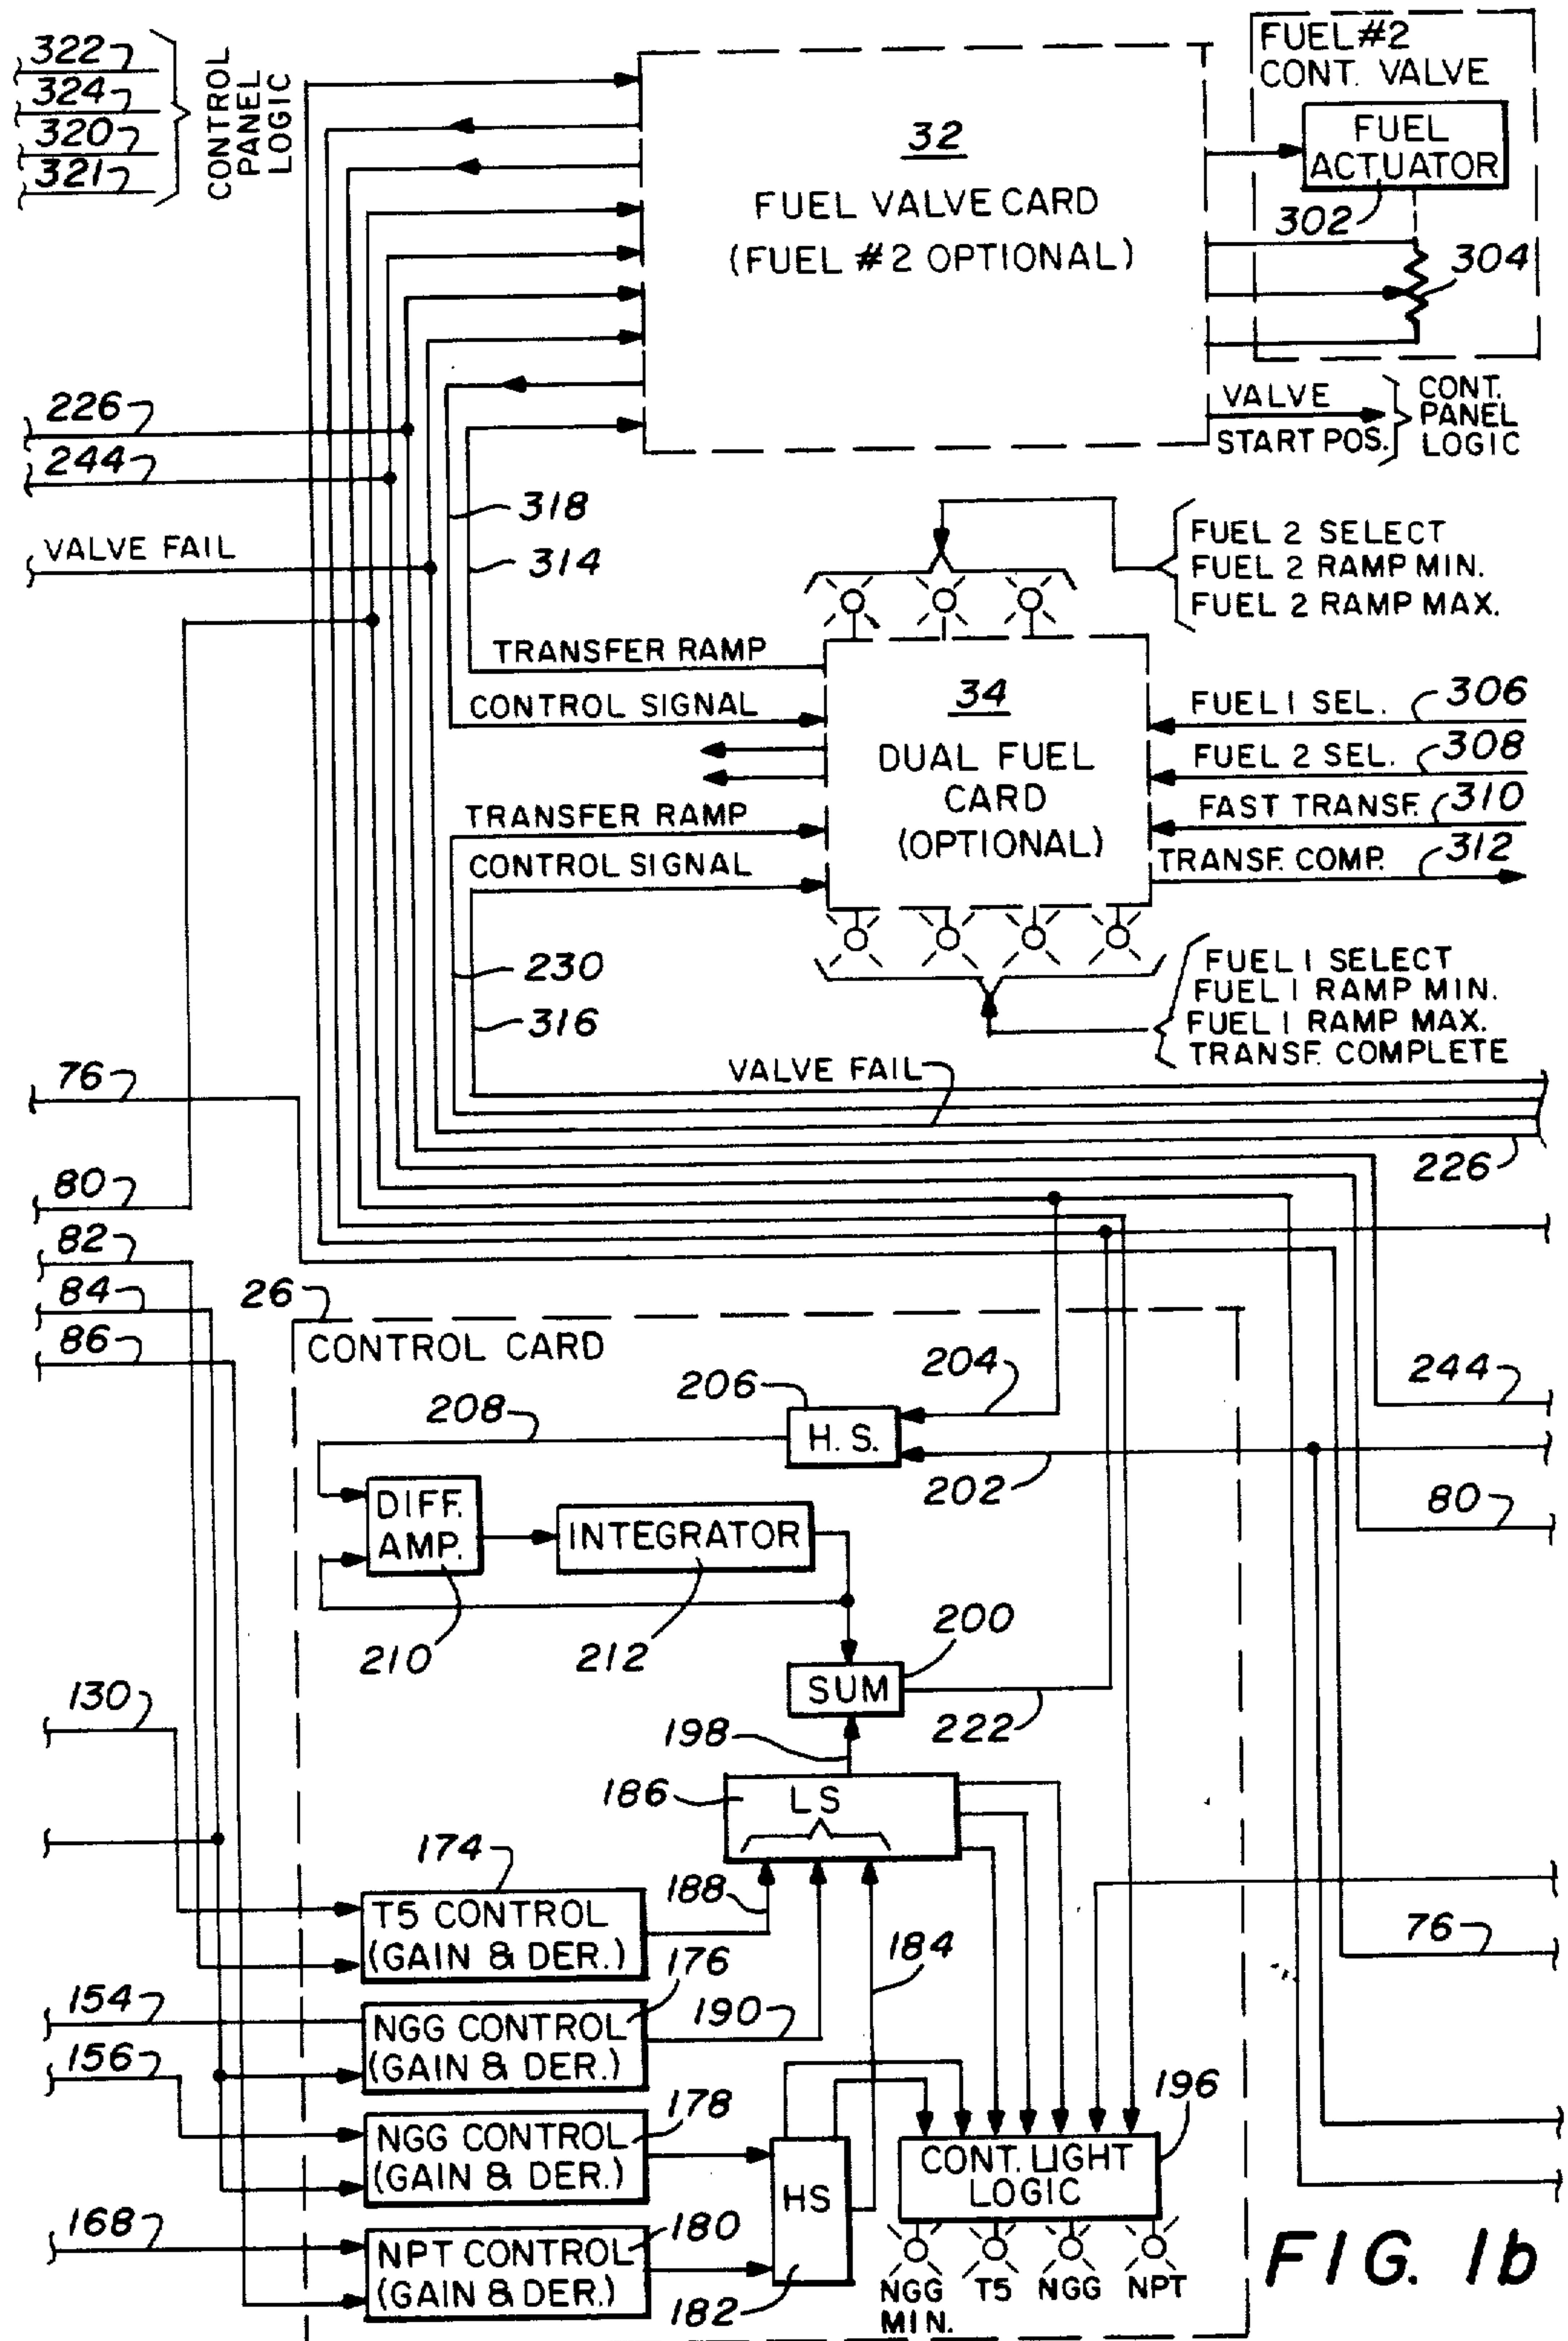 322
324
320
321
CONTROL
PANEL
LOGIC
32
FUEL VALVE CARD
(FUEL #2 OPTIONAL)
FUEL #2
CONT. VALVE
FUEL
ACTUATOR
302
304
VALVE
START POS.
CONT.
PANEL
LOGIC
226
244
VALVE FAIL
318
314
FUEL 2 SELECT
FUEL 2 RAMP MIN.
FUEL 2 RAMP MAX.
TRANSFER RAMP
CONTROL SIGNAL
34
DUAL FUEL
CARD
(OPTIONAL)
FUEL 1 SEL.
306
FUEL 2 SEL.
308
FAST TRANSF.
310
TRANSF. COMP.
312
TRANSFER RAMP
CONTROL SIGNAL
230
316
FUEL 1 SELECT
FUEL 1 RAMP MIN.
FUEL 1 RAMP MAX.
TRANSF. COMPLETE
VALVE FAIL
76
226
80
82
84
86
26
CONTROL CARD
204
206
H. S.
208
202
244
80
DIFF.
AMP.
210
INTEGRATOR
212
200
SUM
222
130
198
186
LS
174
T5 CONTROL
(GAIN & DER.)
188
184
76
154
NGG CONTROL
(GAIN & DER.)
176
190
156
NGG CONTROL
(GAIN & DER.)
178
168
NPT CONTROL
(GAIN & DER.)
180
HS
182
196
CONT. LIGHT
LOGIC
NGG
MIN.
T5
NGG
NPT
FIG. 1b